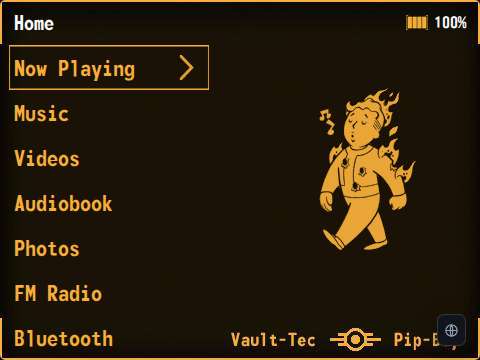 Home
100%
Now Playing
Music
Videos
Audiobook
Photos
FM Radio
Bluetooth
Vault-Tec